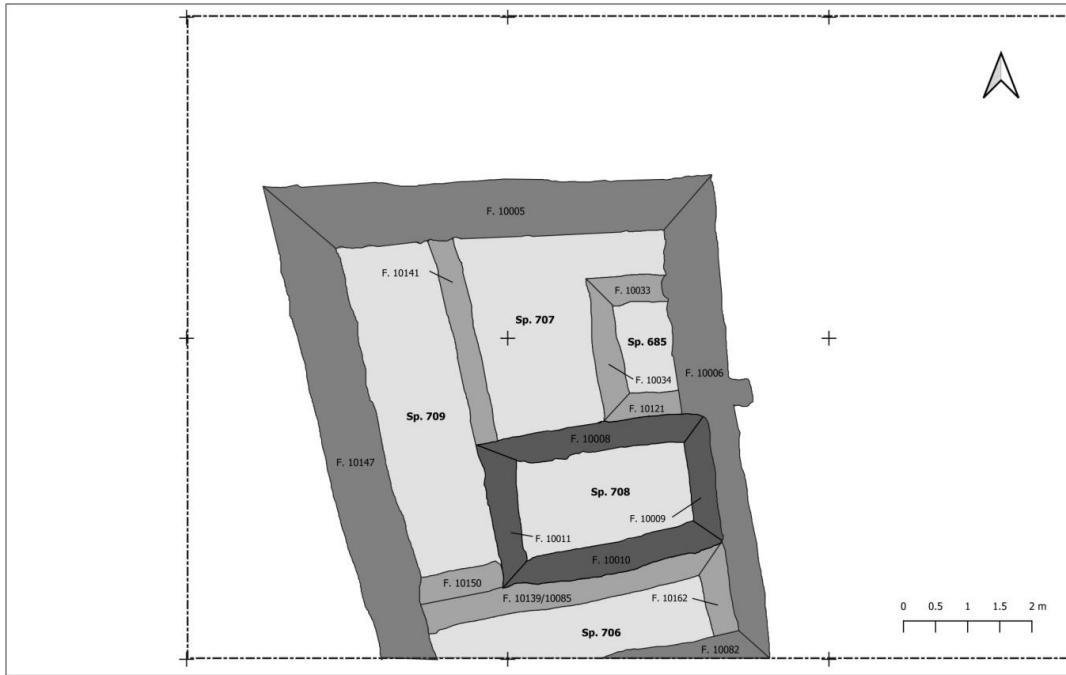 F. 10005
F. 10141
F. 10033
Sp. 707
Sp. 685
F. 10034
F. 10006
F. 10121
Sp. 709
F. 10008
F. 10147
Sp. 708
F. 10009
F. 10011
F. 10010
F. 10150
F. 10139/10085
F. 10162
Sp. 706
F. 10082
0 0.5 1 1.5 2 m